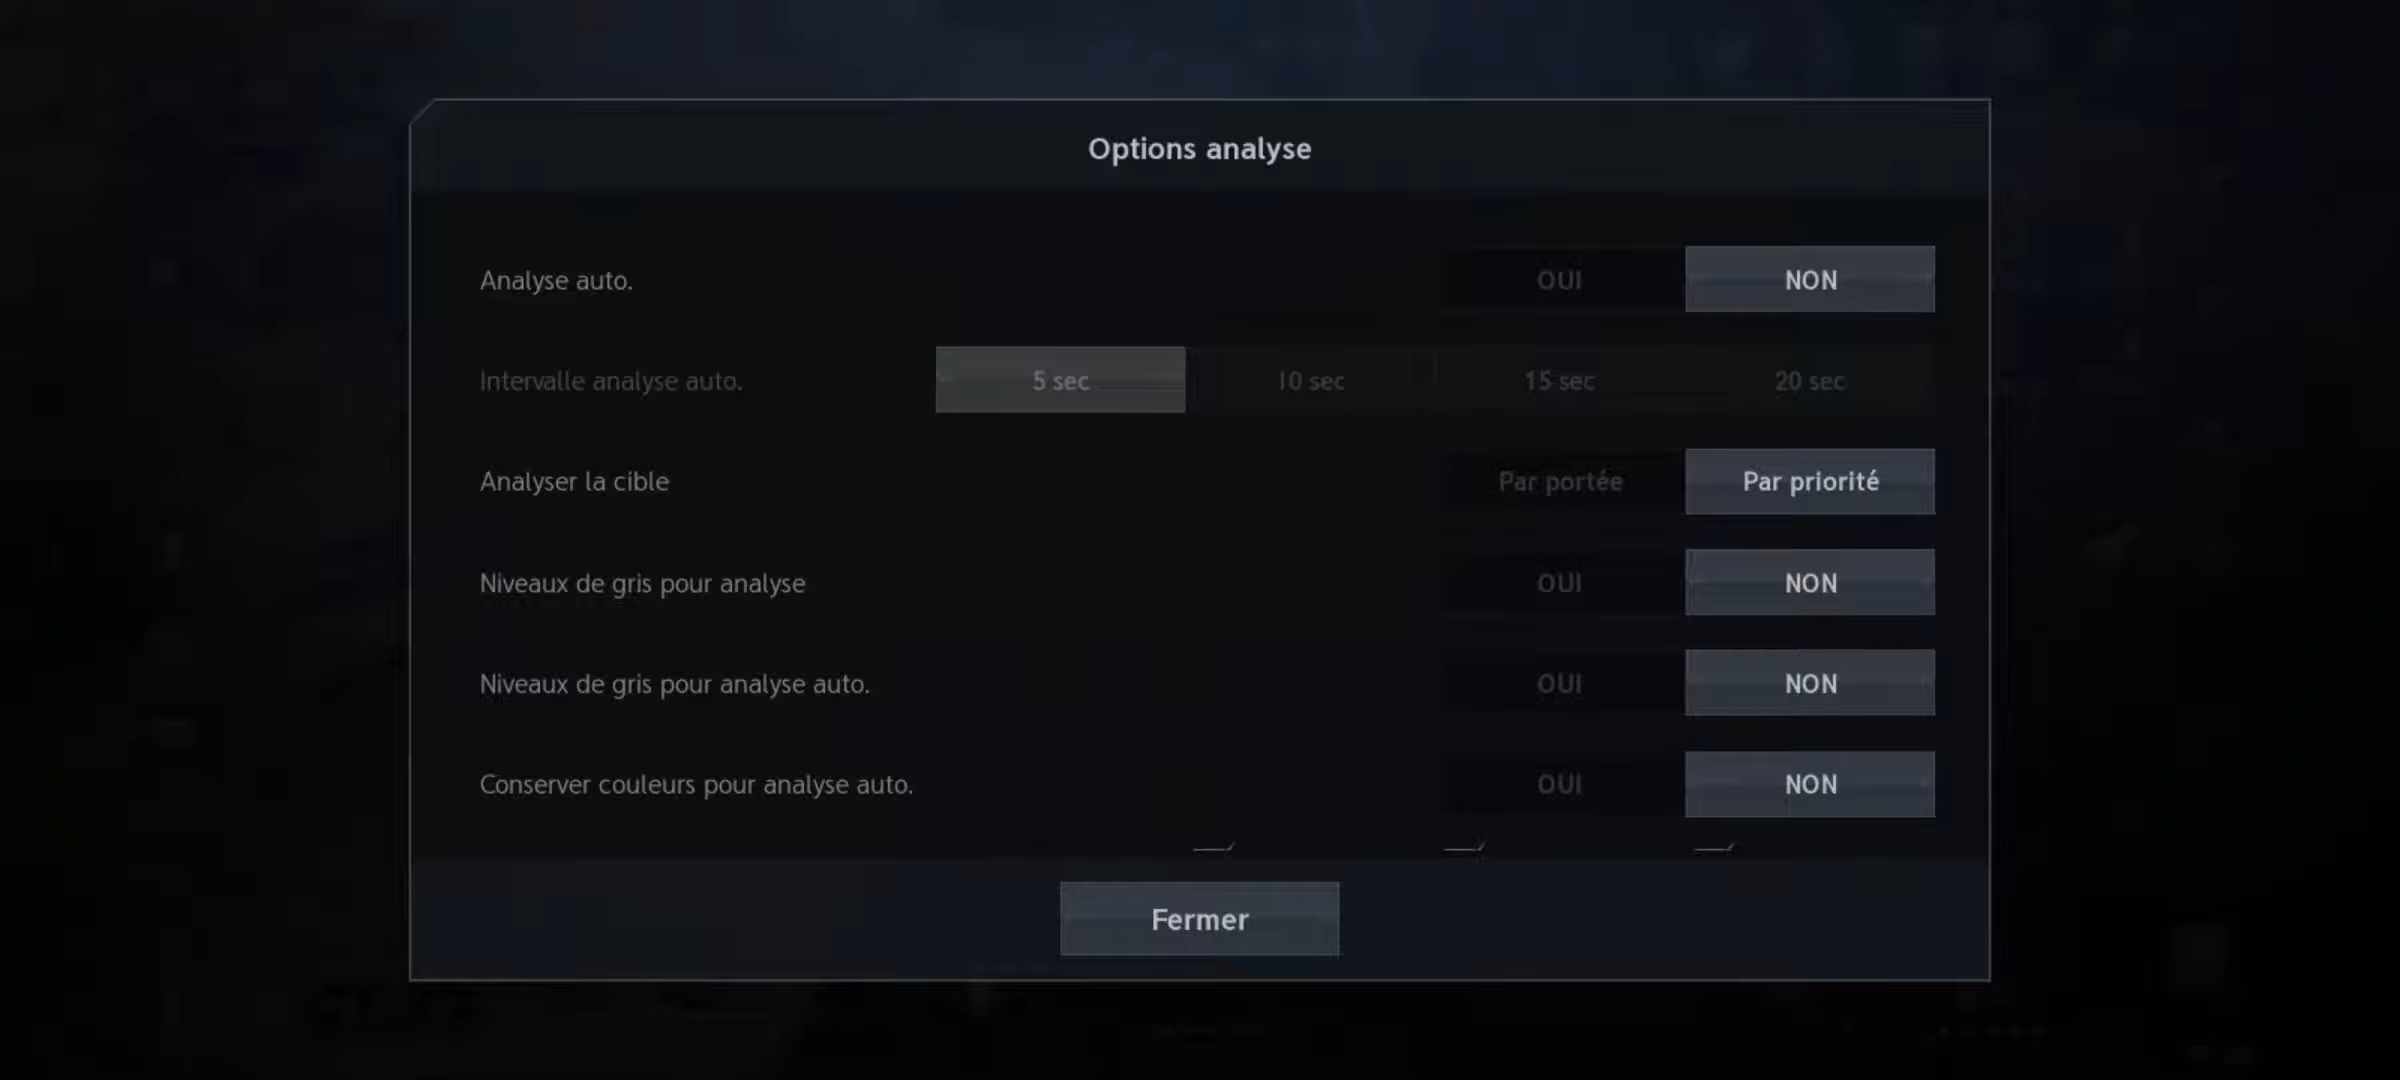 Options analyse
Analyse auto. OUI NON
Intervalle analyse auto. 5 sec 10 sec 15 sec 20 sec
Analyser la cible Par portée Par priorité
Niveaux de gris pour analyse OUI NON
Niveaux de gris pour analyse auto. OUI NON
Conserver couleurs pour analyse auto. OUI NON
Fermer